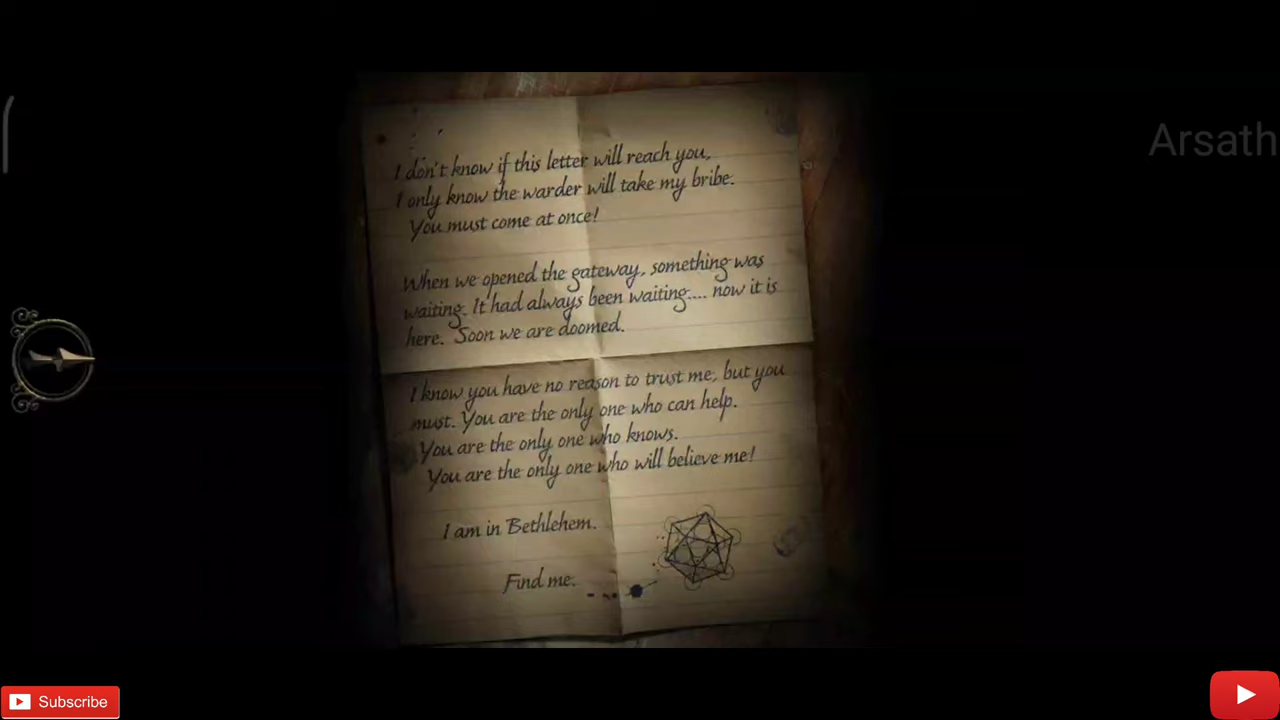 Arsath
I don't know if this letter will reach you,
I only know the warder will take my bribe.
You must come at once!
When we opened the gateway, something was
waiting. It had always been waiting.... now it is
here. Soon we are doomed.
I know you have no reason to trust me, but you
must. You are the only one who can help.
You are the only one who knows.
You are the only one who will believe me!
I am in Bethlehem.
Find me.
Subscribe